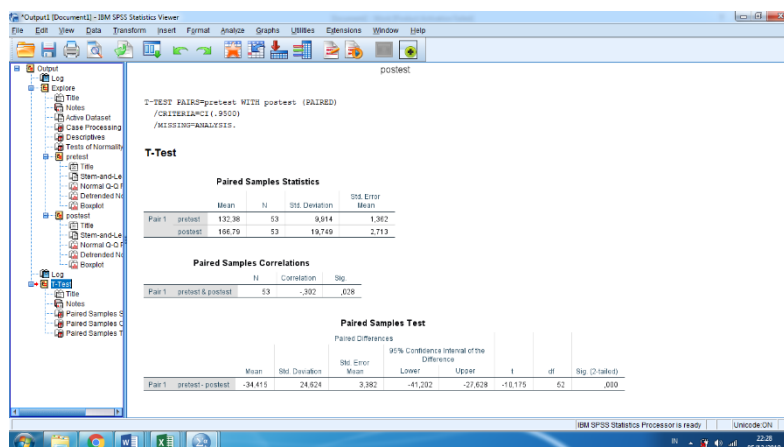 *Output1 [Document1] - IBM SPSS Statistics Viewer
File Edit View Data Transform Insert Format Analyze Graphs Utilities Extensions Window Help
Output
Log
Explore
Title
Notes
Active Dataset
Case Processing
Descriptives
Tests of Normality
pretest
Title
Stem-and-Le
Normal Q-Q P
Detrended No
Boxplot
postest
Title
Stem-and-Le
Normal Q-Q P
Detrended No
Boxplot
Log
T-Test
Title
Notes
Paired Samples S
Paired Samples C
Paired Samples T
postest
T-TEST PAIRS=pretest WITH postest (PAIRED)
/CRITERIA=CI(.9500)
/MISSING=ANALYSIS.
T-Test
Paired Samples Statistics
Mean N Std. Deviation Std. Error Mean
Pair 1 pretest 132,38 53 9,914 1,362
postest 166,79 53 19,749 2,713
Paired Samples Correlations
N Correlation Sig.
Pair 1 pretest & postest 53 -,302 ,028
Paired Samples Test
Paired Differences
95% Confidence Interval of the Difference
Mean Std. Deviation Std. Error Mean Lower Upper t df Sig. (2-tailed)
Pair 1 pretest - postest -34,415 24,624 3,382 -41,202 -27,628 -10,175 52 ,000
IBM SPSS Statistics Processor is ready Unicode:ON
IN 22:28